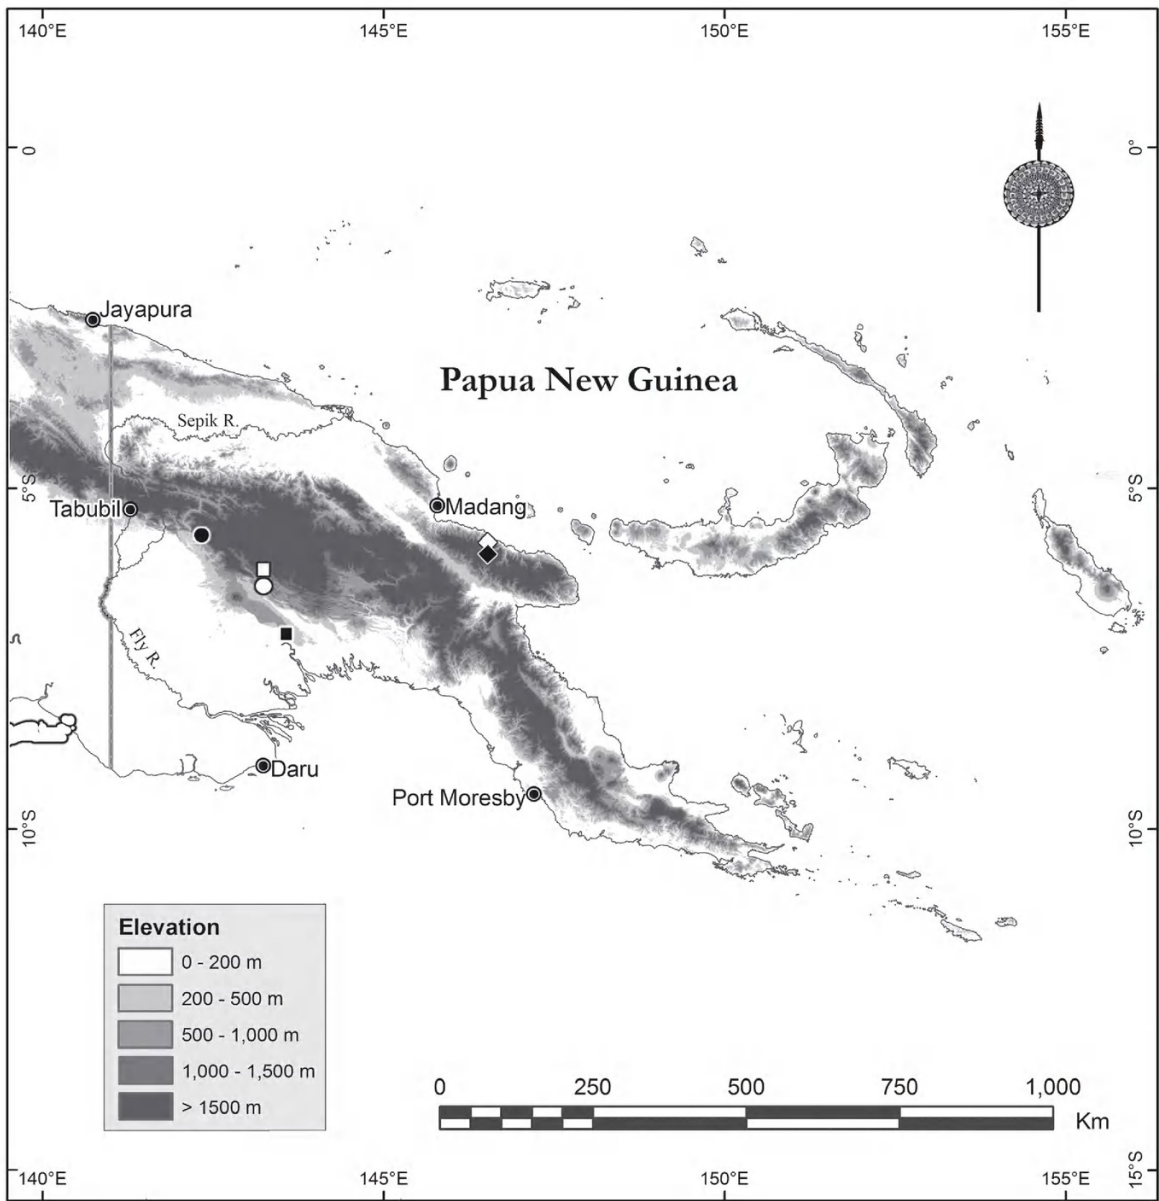 140°E 145°E 150°E 155°E
0 0°
Jayapura
Papua New Guinea
Sepik R.
5°S
Tabubil Madang
Fly R.
Daru
Port Moresby
10°S 10°S
Elevation
0 - 200 m
200 - 500 m
500 - 1,000 m
1,000 - 1,500 m
> 1500 m
0 250 500 750 1,000
Km
140°E 145°E 150°E 155°E
15°S